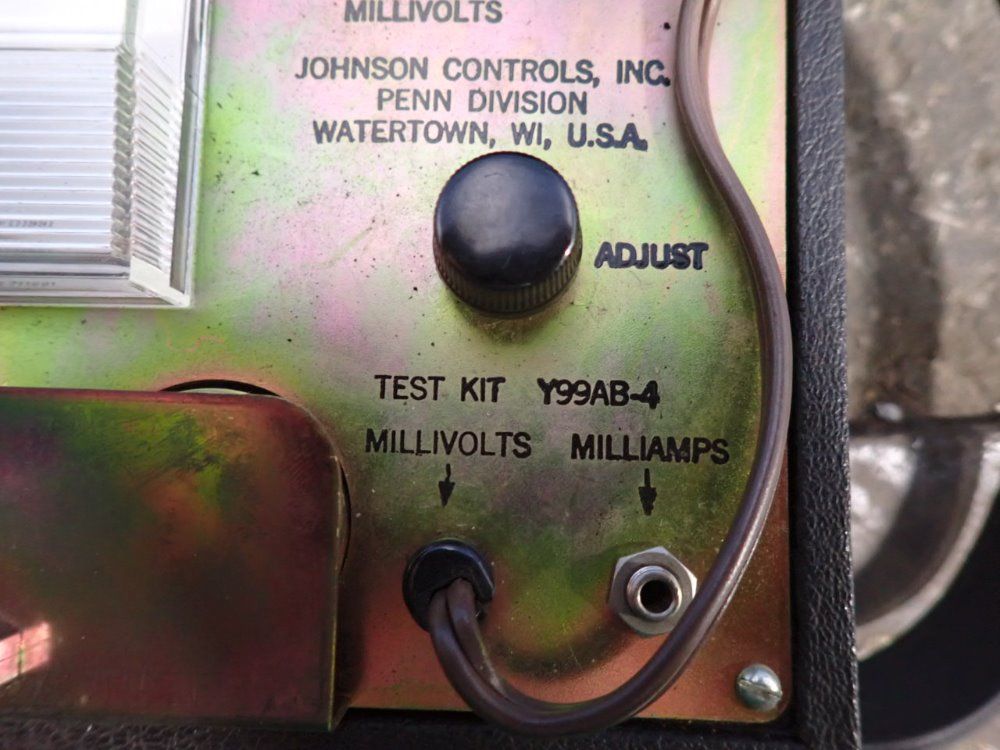 MILLIVOLTS
JOHNSON CONTROLS, INC.
PENN DIVISION
WATERTOWN, WI, U.S.A.
ADJUST
TEST KIT Y99AB-4
MILLIVOLTS MILLIAMPS